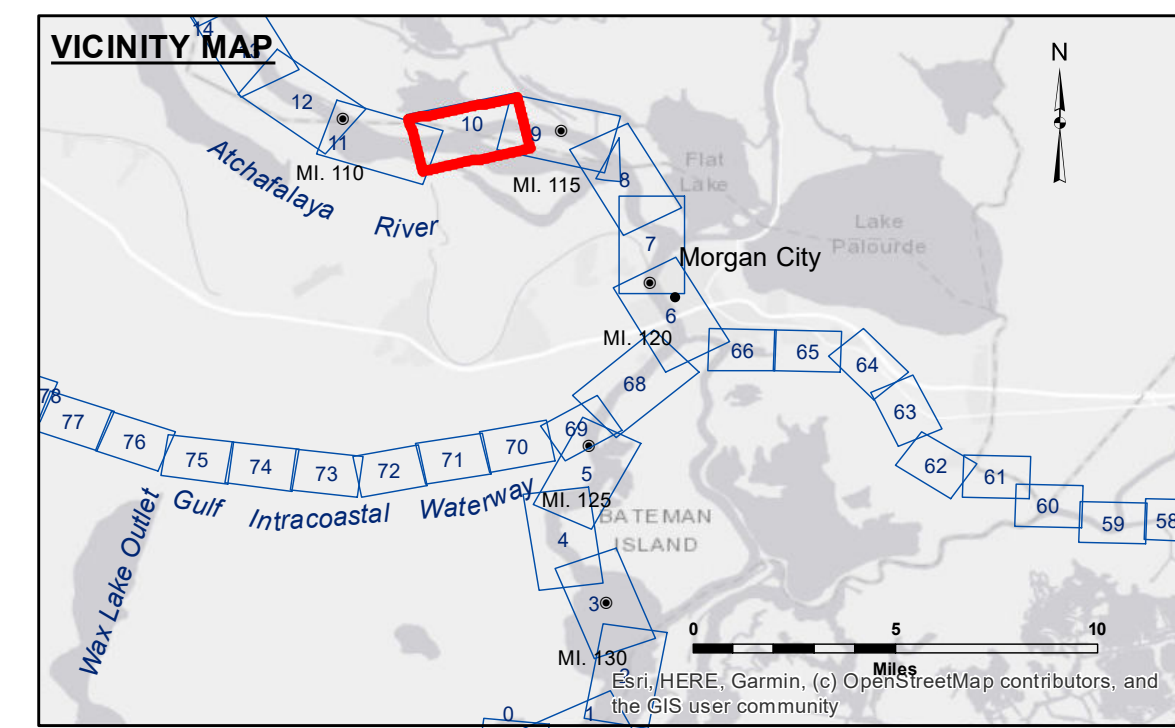 VICINITY MAP
N
14
13
12
11
10
9
8
7
6
MI. 110
MI. 115
Atchafalaya
River
Flat
Lake
Lake
Palourde
Morgan City
MI. 120
66
65
64
63
62
61
60
59
58
68
69
70
71
72
73
74
75
76
77
78
5
MI. 125
Gulf
Intracoastal
Waterway
Wax Lake Outlet
BATEMAN
ISLAND
4
3
MI. 130
2
1
0
0
5
10
Miles
Esri, HERE, Garmin, (c) OpenStreetMap contributors, and
the GIS user community